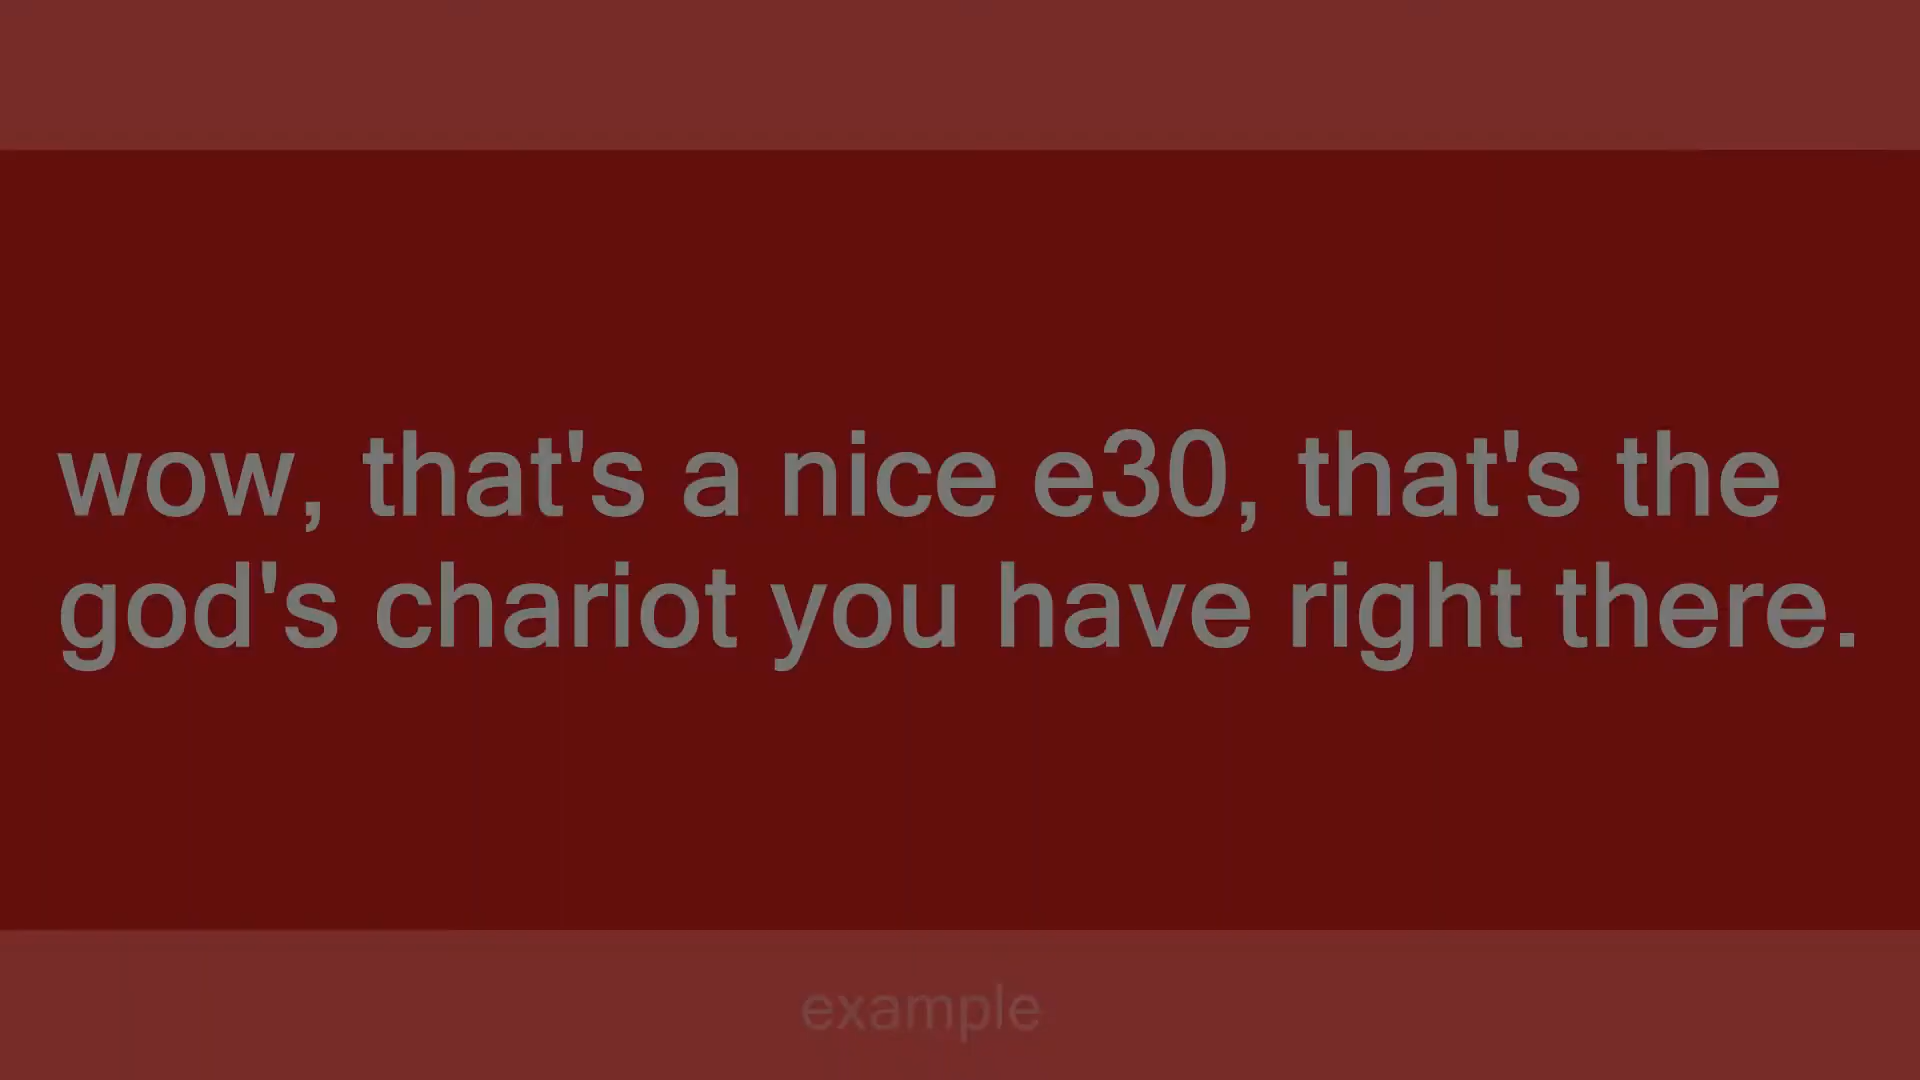 wow, that's a nice e30, that's the
god's chariot you have right there.
example